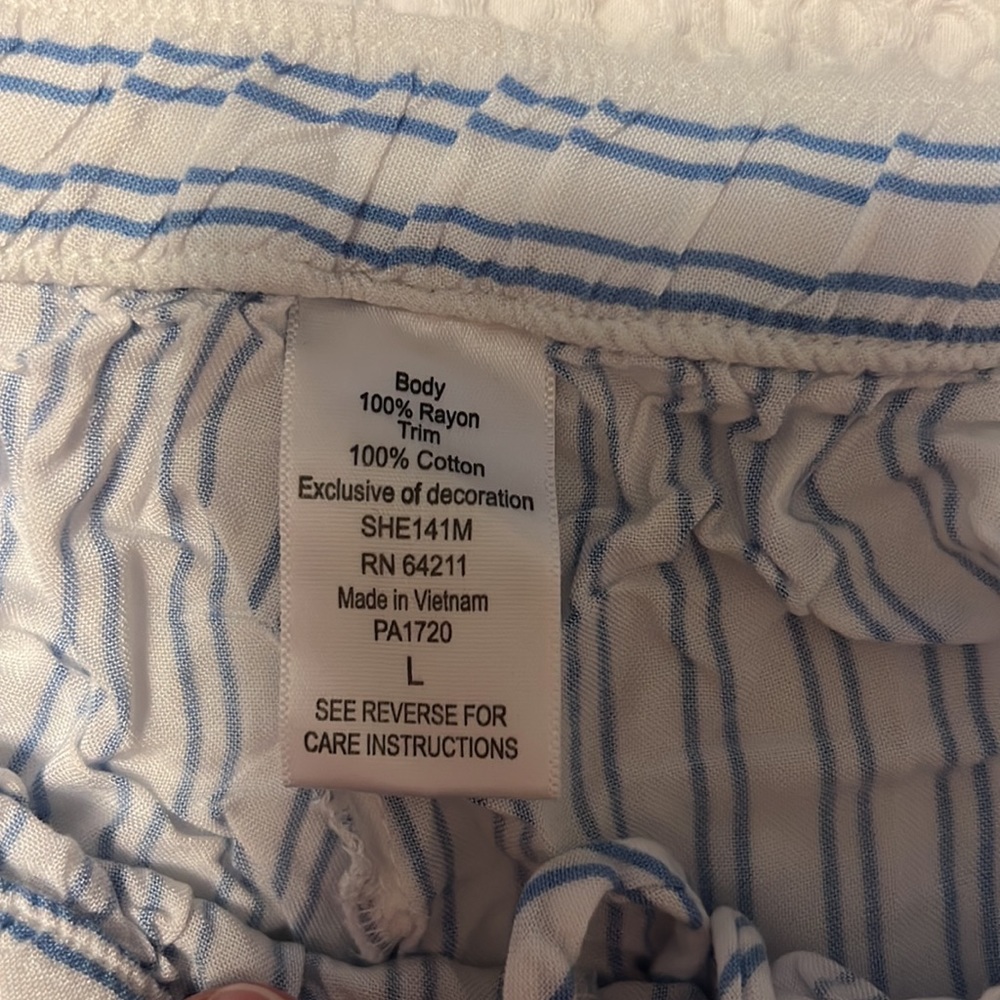 Body
100% Rayon
Trim
100% Cotton
Exclusive of decoration
SHE141M
RN 64211
Made in Vietnam
PA1720
L
SEE REVERSE FOR
CARE INSTRUCTIONS